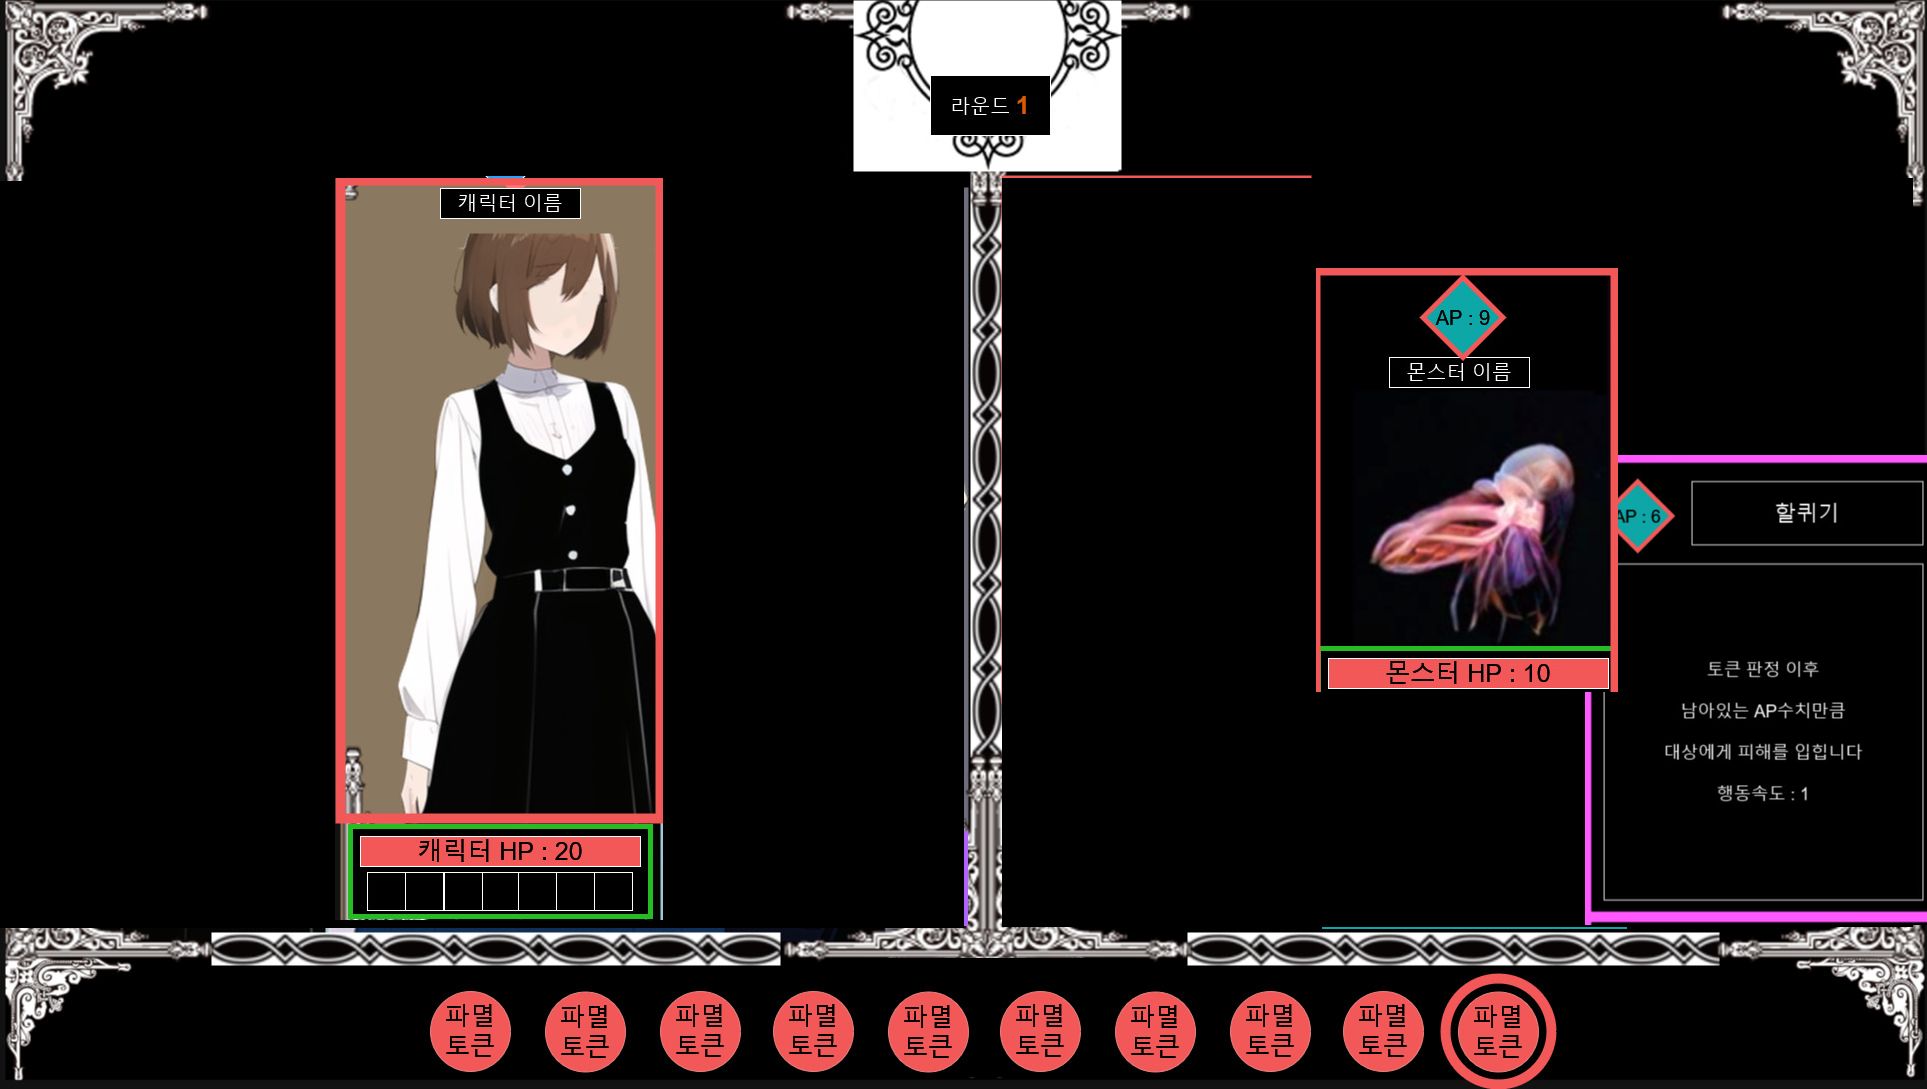 라운드 1
캐릭터 이름
캐릭터 HP : 20
AP : 9
몬스터 이름
몬스터 HP : 10
AP : 6
할퀴기
토큰 판정 이후
남아있는 AP수치만큼
대상에게 피해를 입힙니다
행동속도 : 1
파멸
토큰
파멸
토큰
파멸
토큰
파멸
토큰
파멸
토큰
파멸
토큰
파멸
토큰
파멸
토큰
파멸
토큰
파멸
토큰